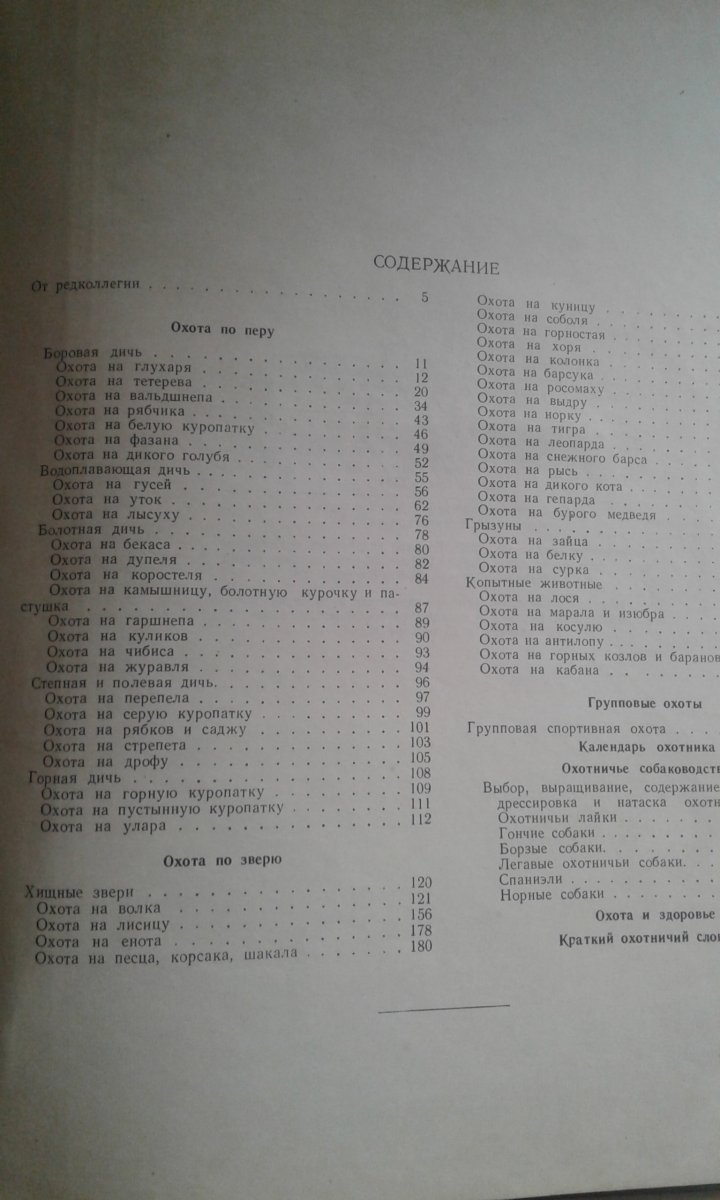 СОДЕРЖАНИЕ
От редколлегии . . . . . . . . . . . . . . . . . 5
Охота по перу
Боровая дичь . . . . . . . . . . . . . . . . 11
Охота на глухаря . . . . . . . . . . . . . 12
Охота на тетерева . . . . . . . . . . . . . 20
Охота на вальдшнепа . . . . . . . . . . . . 34
Охота на рябчика . . . . . . . . . . . . . 43
Охота на белую куропатку . . . . . . . . . . 46
Охота на фазана . . . . . . . . . . . . . . 49
Охота на дикого голубя . . . . . . . . . . . 52
Водоплавающая дичь . . . . . . . . . . . . . 55
Охота на гусей . . . . . . . . . . . . . . 56
Охота на уток . . . . . . . . . . . . . . . 62
Охота на лысуху . . . . . . . . . . . . . . 76
Болотная дичь . . . . . . . . . . . . . . . . 78
Охота на бекаса . . . . . . . . . . . . . . 80
Охота на дупеля . . . . . . . . . . . . . . 82
Охота на коростеля . . . . . . . . . . . . . 84
Охота на камышницу, болотную курочку и па-
стушка . . . . . . . . . . . . . . . . . . . 87
Охота на гаршнепа . . . . . . . . . . . . . 89
Охота на куликов . . . . . . . . . . . . . 90
Охота на чибиса . . . . . . . . . . . . . . 93
Охота на журавля . . . . . . . . . . . . . 94
Степная и полевая дичь. . . . . . . . . . . . 96
Охота на перепела . . . . . . . . . . . . . 97
Охота на серую куропатку . . . . . . . . . . 99
Охота на рябков и саджу . . . . . . . . . . 101
Охота на стрепета . . . . . . . . . . . . . 103
Охота на дрофу . . . . . . . . . . . . . . 105
Горная дичь . . . . . . . . . . . . . . . . 108
Охота на горную куропатку . . . . . . . . . 109
Охота на пустынную куропатку . . . . . . . . 111
Охота на улара . . . . . . . . . . . . . . 112
Охота по зверю
Хищные звери . . . . . . . . . . . . . . . . 120
Охота на волка . . . . . . . . . . . . . . 121
Охота на лисицу . . . . . . . . . . . . . . 156
Охота на енота . . . . . . . . . . . . . . 178
Охота на песца, корсака, шакала . . . . . . . 180
Охота на куницу . . . . . .
Охота на соболя . . . . . .
Охота на горностая . . . . .
Охота на хоря . . . . . . .
Охота на колонка . . . . . .
Охота на барсука . . . . . .
Охота на росомаху . . . . .
Охота на выдру . . . . . . .
Охота на норку . . . . . . .
Охота на тигра . . . . . . .
Охота на леопарда . . . . .
Охота на снежного барса . . .
Охота на рысь . . . . . . .
Охота на дикого кота . . . .
Охота на гепарда . . . . . .
Охота на бурого медведя
Грызуны . . . . . . . . . .
Охота на зайца . . . . . . .
Охота на белку . . . . . . .
Охота на сурка . . . . . . .
Копытные животные . . . . . .
Охота на лося . . . . . . .
Охота на марала и изюбра . .
Охота на косулю . . . . . .
Охота на антилопу . . . . . .
Охота на горных козлов и баранов
Охота на кабана . . . . . .
Групповые охоты
Групповая спортивная охота . . . .
Календарь охотника
Охотничье собаководст
Выбор, выращивание, содержание
дрессировка и натаска охотн
Охотничьи лайки . . . . . .
Гончие собаки . . . . . . .
Борзые собаки. . . . . . .
Легавые охотничьи собаки. . .
Спаниэли . . . . . . . . .
Норные собаки . . . . . . .
Охота и здоровье
Краткий охотничий слов